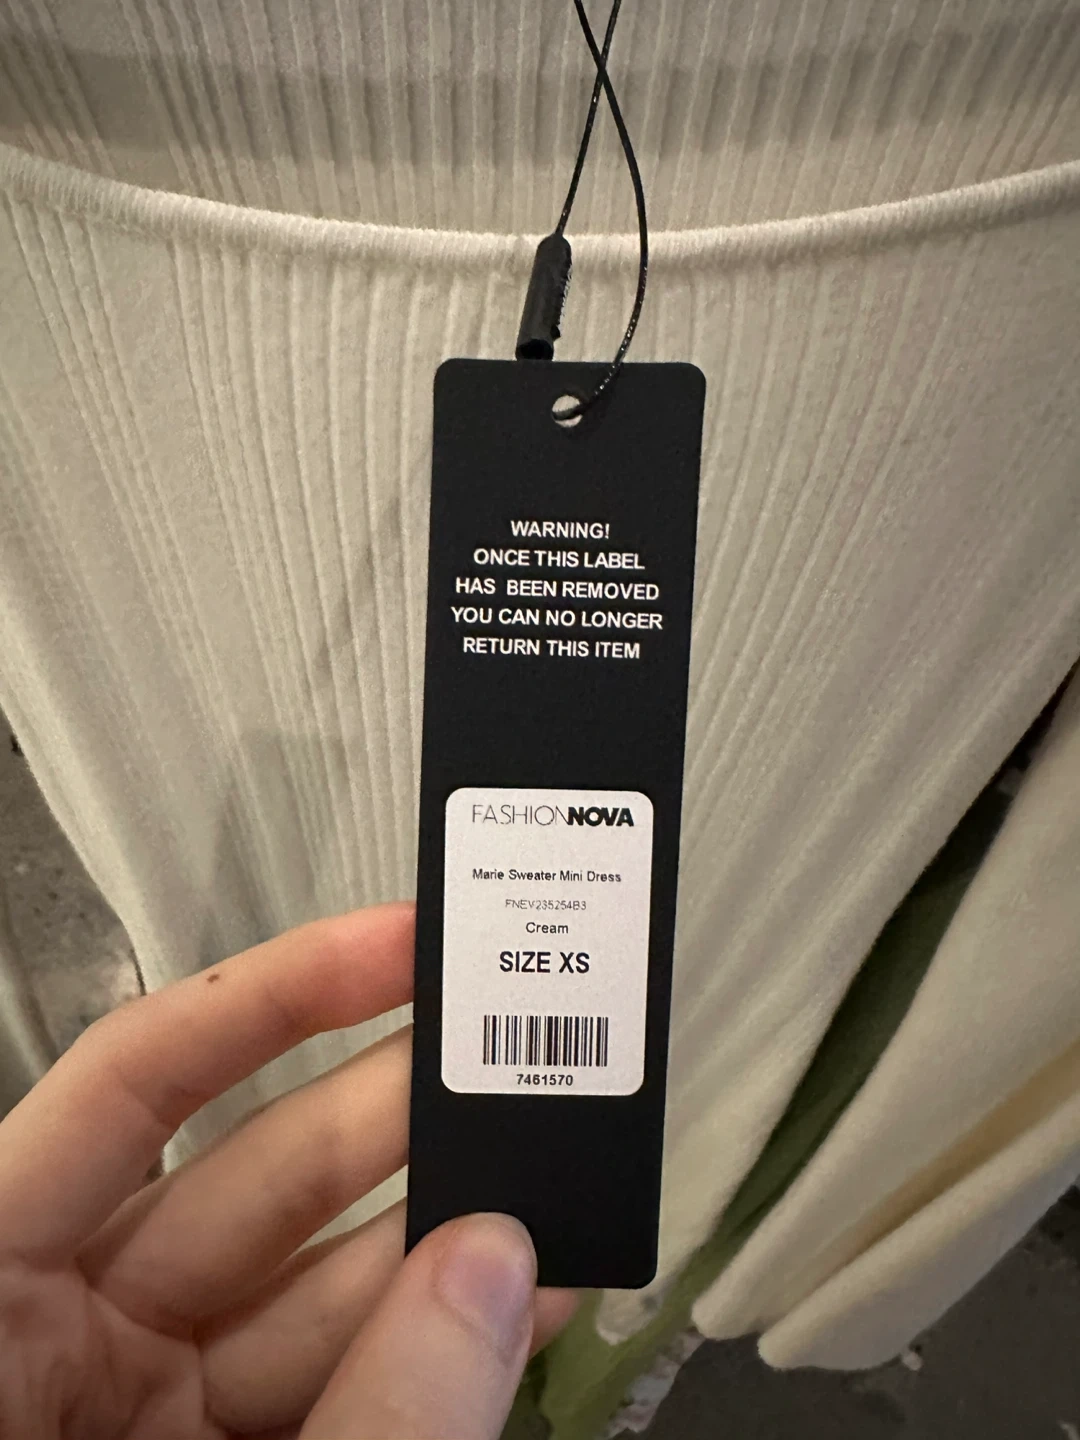 WARNING!
ONCE THIS LABEL
HAS BEEN REMOVED
YOU CAN NO LONGER
RETURN THIS ITEM
FASHIONNOVA
Marie Sweater Mini Dress
FNEV235254B3
Cream
SIZE XS
7461570